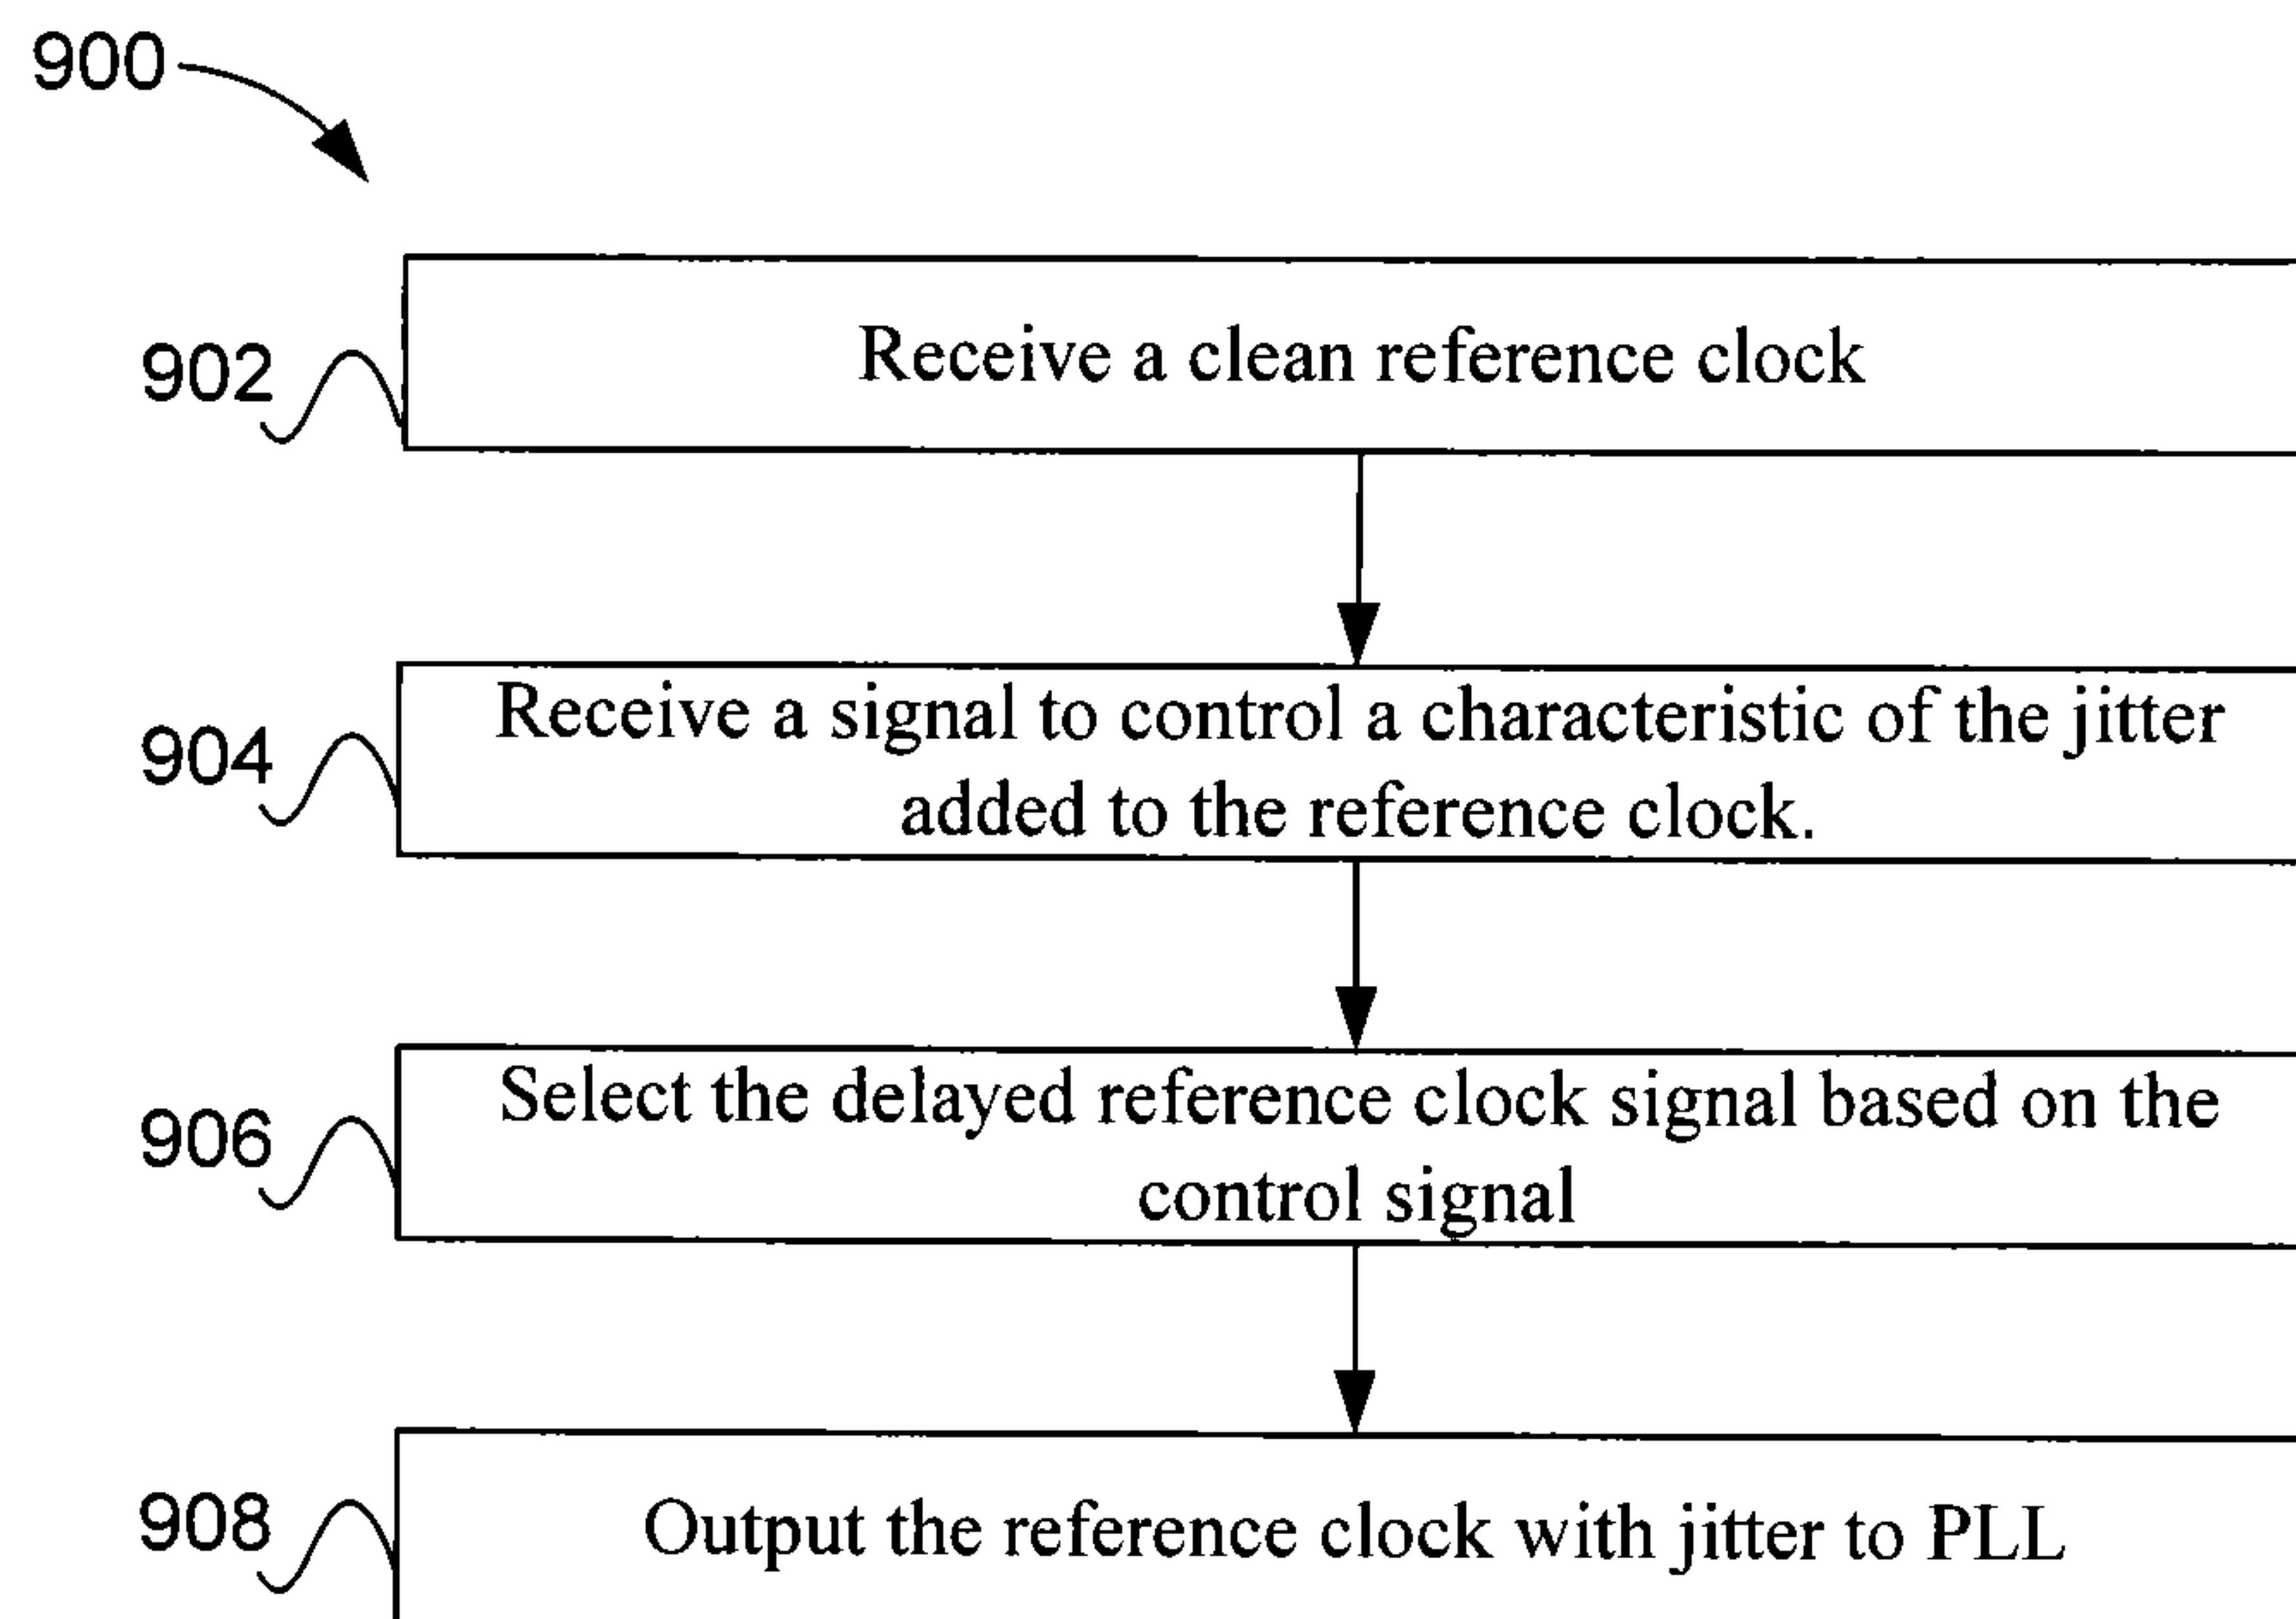 900
902
Receive a clean reference clock
904
Receive a signal to control a characteristic of the jitter
added to the reference clock.
906
Select the delayed reference clock signal based on the
control signal
908
Output the reference clock with jitter to PLL